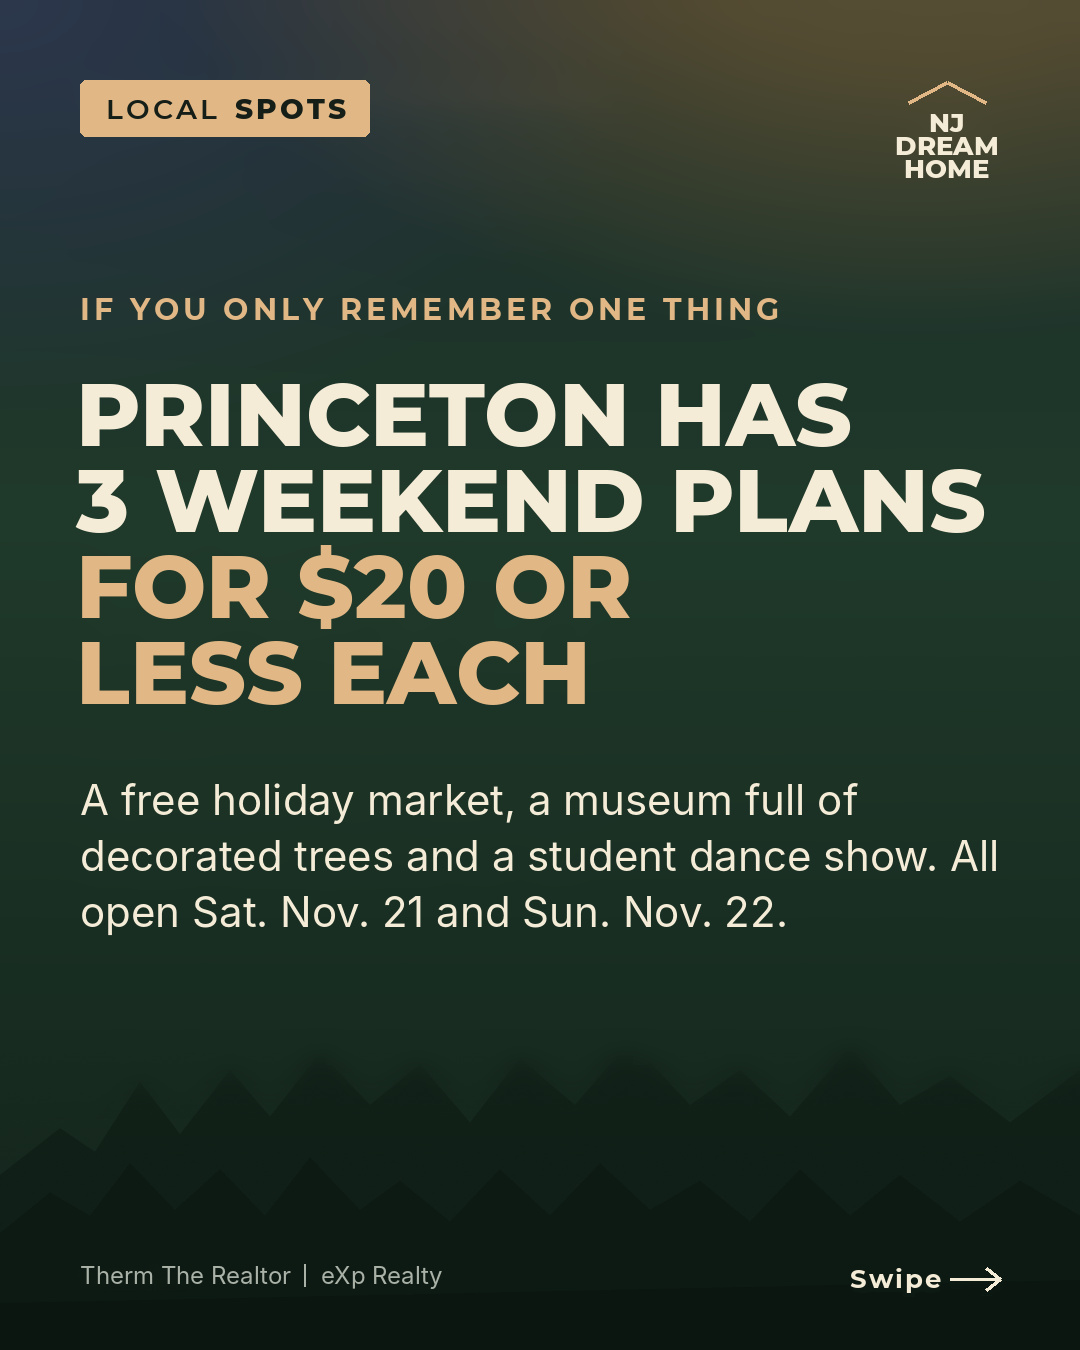 LOCAL SPOTS
NJ
DREAM
HOME
IF YOU ONLY REMEMBER ONE THING
PRINCETON HAS
3 WEEKEND PLANS
FOR $20 OR
LESS EACH
A free holiday market, a museum full of
decorated trees and a student dance show. All
open Sat. Nov. 21 and Sun. Nov. 22.
Therm The Realtor | eXp Realty
Swipe